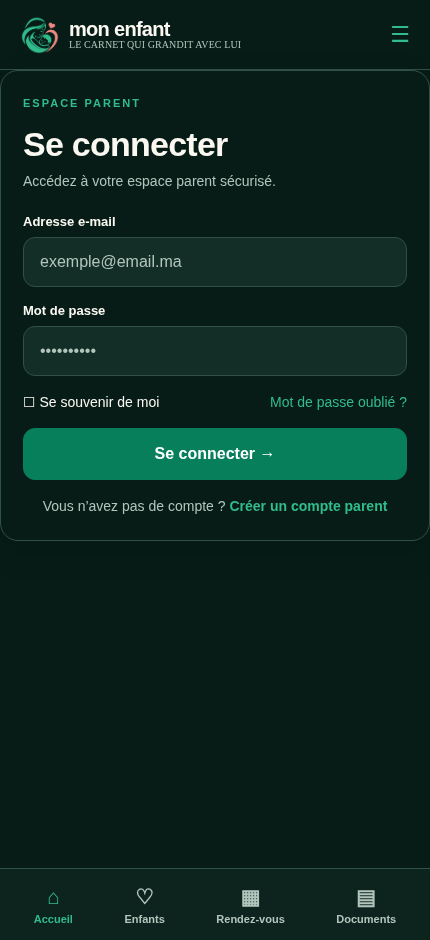 mon enfant
LE CARNET QUI GRANDIT AVEC LUI
ESPACE PARENT
Se connecter
Accédez à votre espace parent sécurisé.
Adresse e-mail
exemple@email.ma
Mot de passe
••••••••••
Se souvenir de moi
Mot de passe oublié ?
Se connecter →
Vous n'avez pas de compte ? Créer un compte parent
Accueil
Enfants
Rendez-vous
Documents